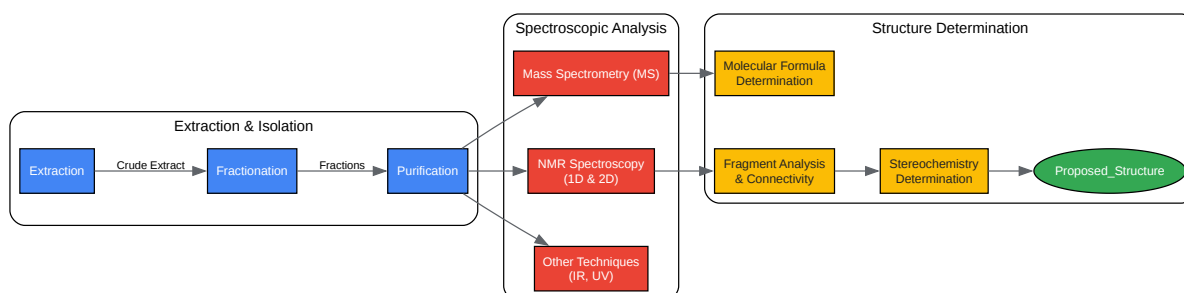 Spectroscopic Analysis
Structure Determination
Mass Spectrometry (MS)
Molecular Formula
Determination
Extraction & Isolation
Extraction
Crude Extract
Fractionation
Fractions
Purification
NMR Spectroscopy
(1D & 2D)
Fragment Analysis
& Connectivity
Stereochemistry
Determination
Proposed_Structure
Other Techniques
(IR, UV)